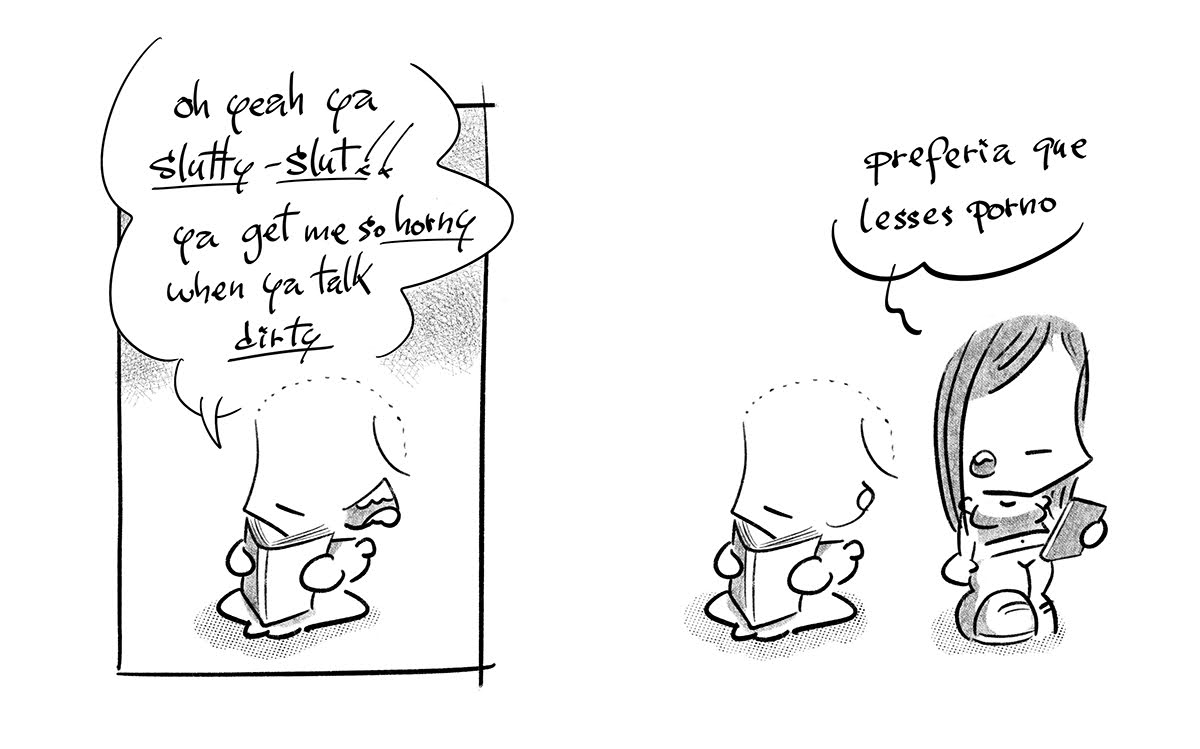 oh yeah ya
slutty-slut!!
ya get me so horny
when ya talk
dirty
preferia que
lesses porno